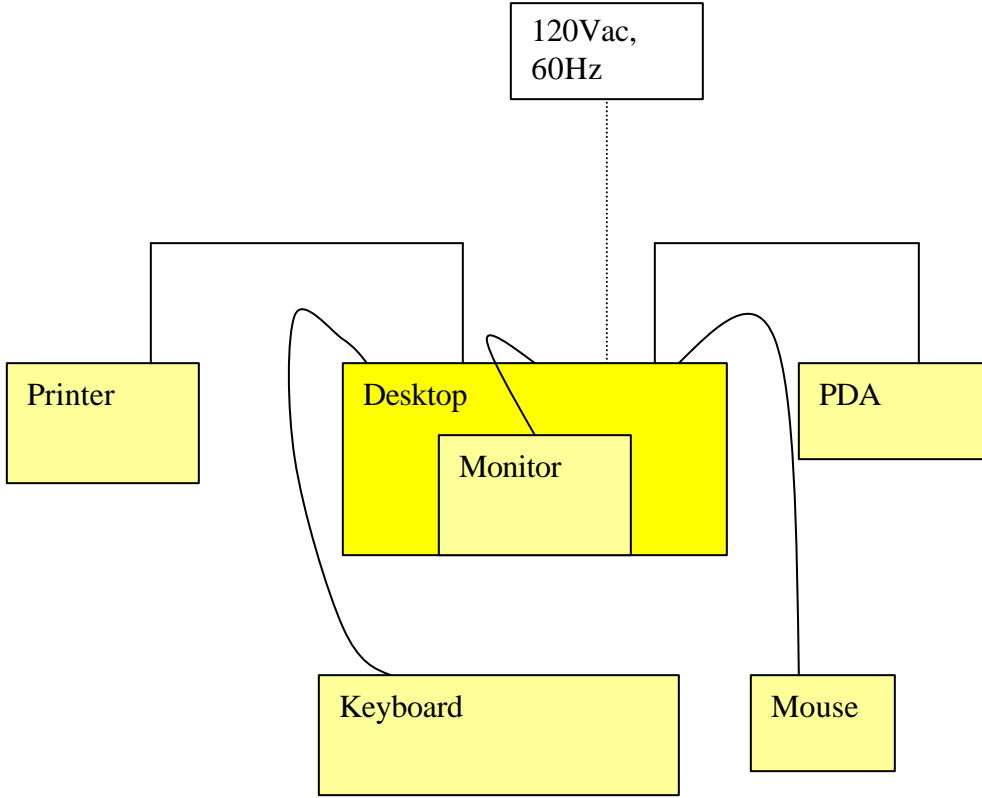 120Vac,
60Hz
Printer
Desktop
PDA
Monitor
Keyboard
Mouse